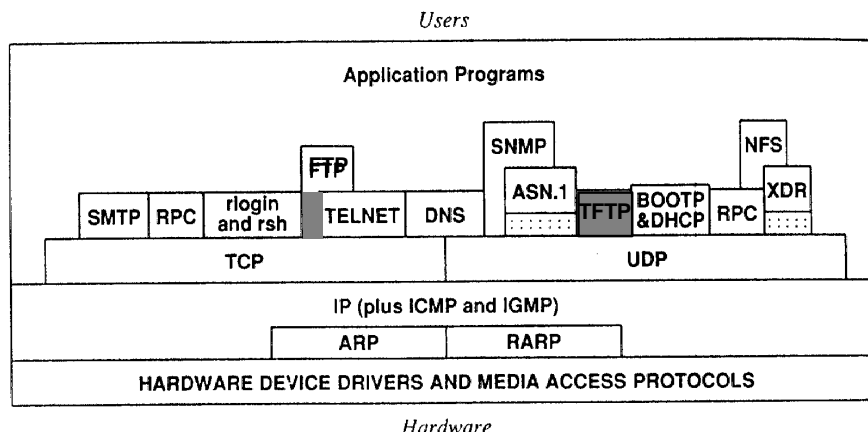 Users
Application Programs
FTP
SNMP
NFS
SMTP
RPC
rlogin
and rsh
TELNET
DNS
ASN.1
TFTP
BOOTP
&DHCP
RPC
XDR
TCP
UDP
IP (plus ICMP and IGMP)
ARP
RARP
HARDWARE DEVICE DRIVERS AND MEDIA ACCESS PROTOCOLS
Hardware